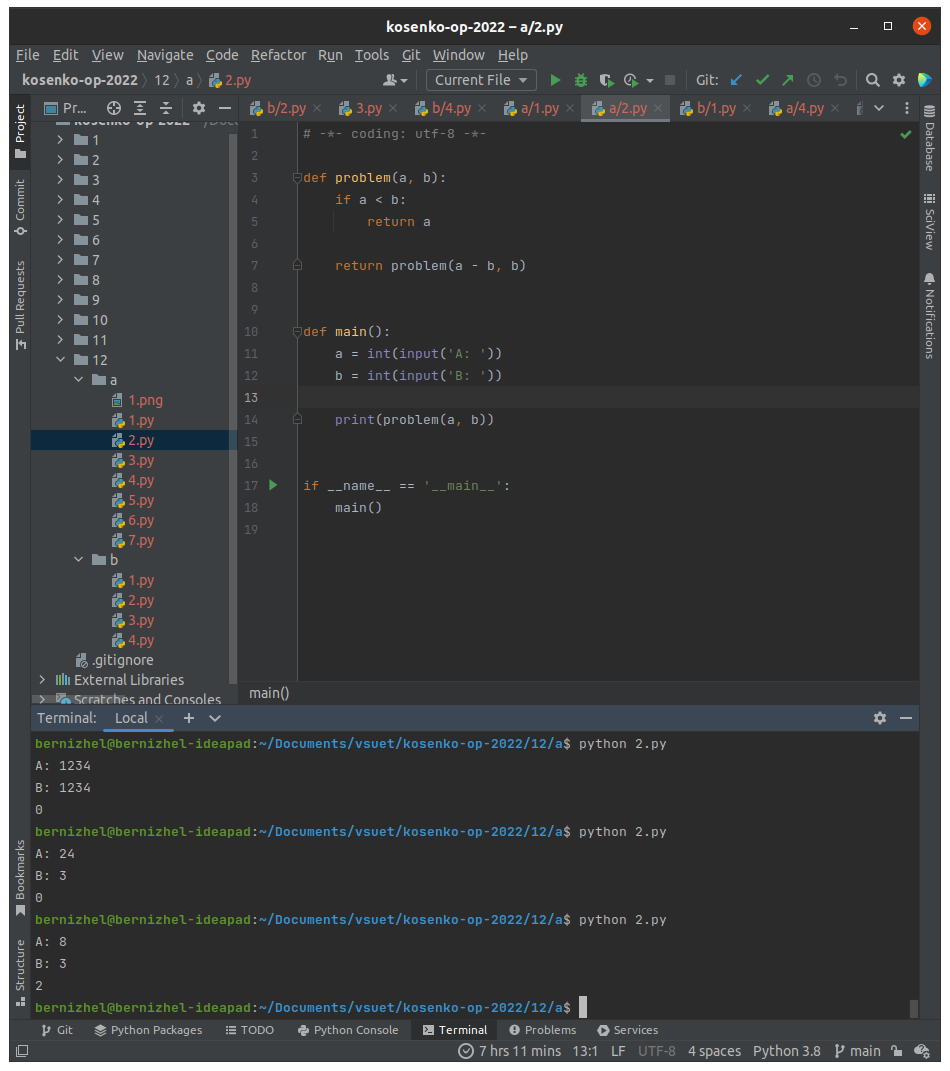 kosenko-op-2022 – a/2.py
File Edit View Navigate Code Refactor Run Tools Git Window Help
kosenko-op-2022 12 a 2.py Current File Git:
Project
Commit
Pull Requests
Bookmarks
Structure
Pr...
kosenko-op-2022
1
2
3
4
5
6
7
8
9
10
11
12
a
1.png
1.py
2.py
3.py
4.py
5.py
6.py
7.py
b
1.py
2.py
3.py
4.py
.gitignore
External Libraries
Scratches and Consoles
b/2.py 3.py b/4.py a/1.py a/2.py b/1.py a/4.py
1 # -*- coding: utf-8 -*-
2
3 def problem(a, b):
4 if a < b:
5 return a
6
7 return problem(a - b, b)
8
9
10 def main():
11 a = int(input('A: '))
12 b = int(input('B: '))
13
14 print(problem(a, b))
15
16
17 if __name__ == '__main__':
18 main()
19
main()
Database
SciView
Notifications
Terminal: Local
bernizhel@bernizhel-ideapad:~/Documents/vsuet/kosenko-op-2022/12/a$ python 2.py
A: 1234
B: 1234
0
bernizhel@bernizhel-ideapad:~/Documents/vsuet/kosenko-op-2022/12/a$ python 2.py
A: 24
B: 3
0
bernizhel@bernizhel-ideapad:~/Documents/vsuet/kosenko-op-2022/12/a$ python 2.py
A: 8
B: 3
2
bernizhel@bernizhel-ideapad:~/Documents/vsuet/kosenko-op-2022/12/a$
Git Python Packages TODO Python Console Terminal Problems Services
7 hrs 11 mins 13:1 LF UTF-8 4 spaces Python 3.8 main